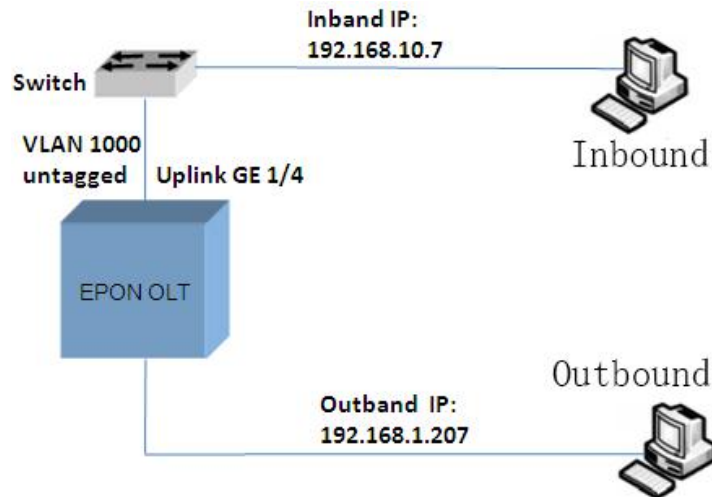 Inband IP:
192.168.10.7
Switch
Inbound
VLAN 1000
untagged
Uplink GE 1/4
EPON OLT
Outbound
Outband IP:
192.168.1.207